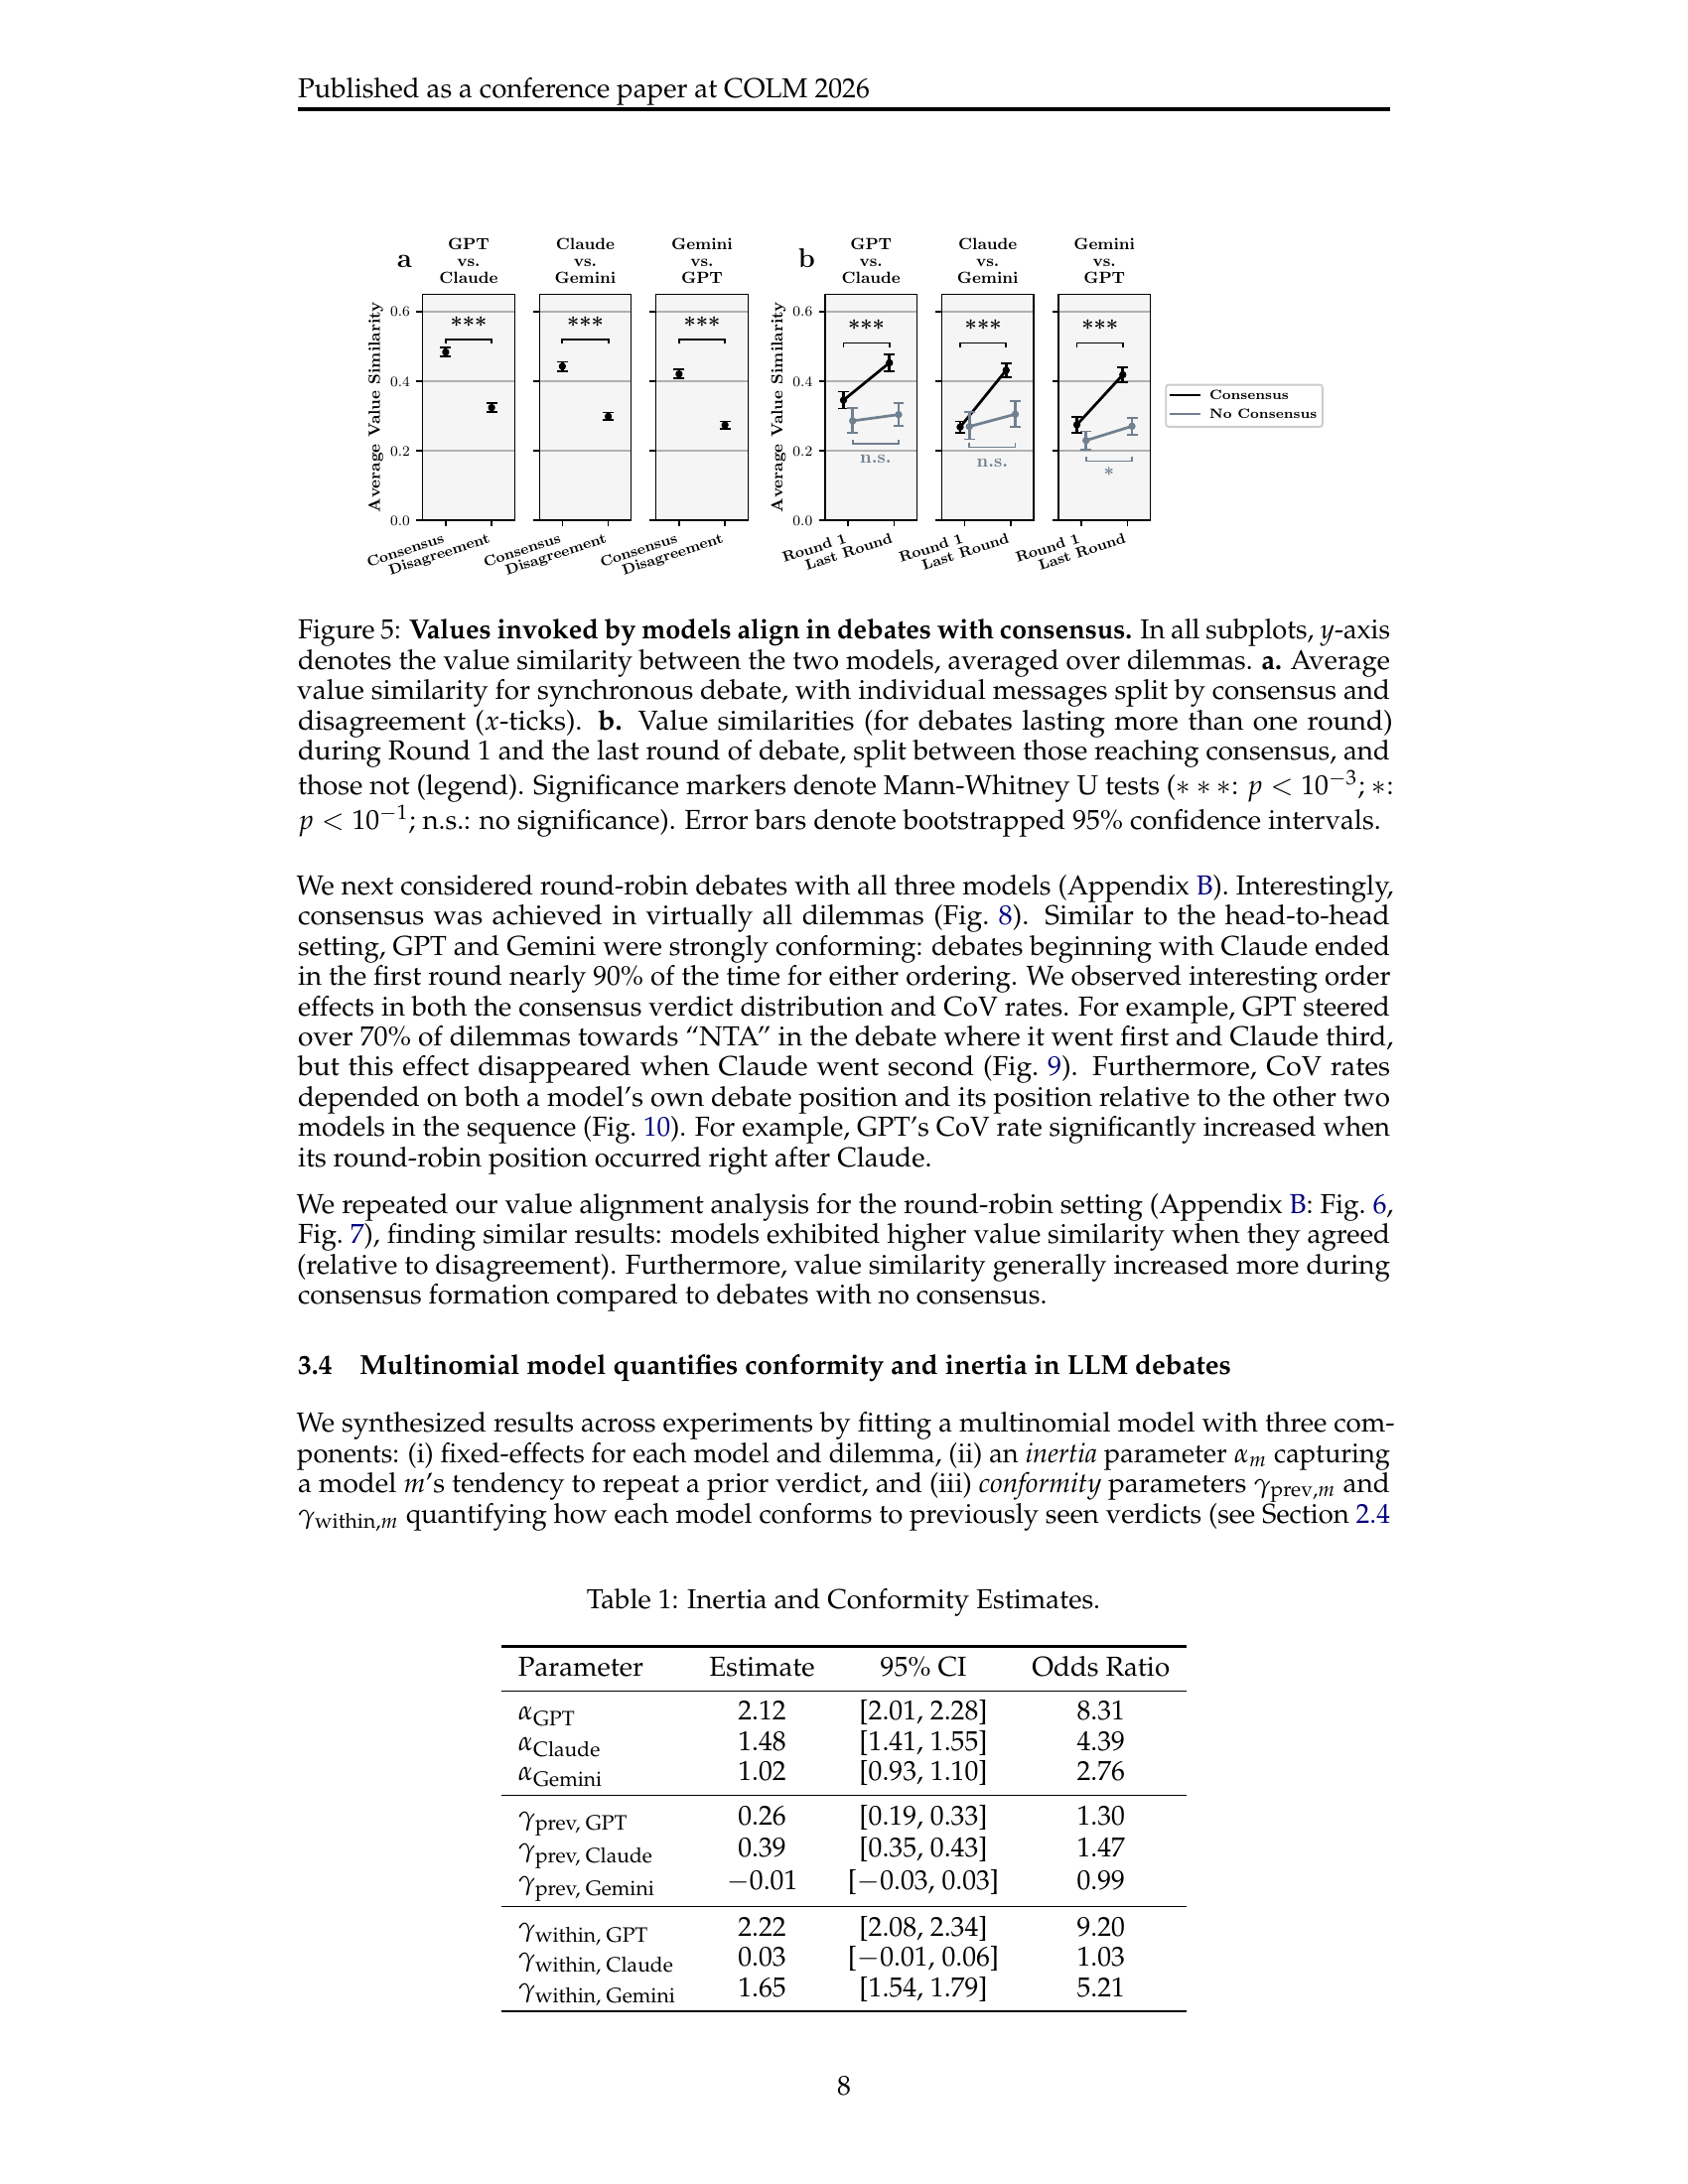 Published as a conference paper at COLM 2026
a
GPT
vs.
Claude
Claude
vs.
Gemini
Gemini
vs.
GPT
Average Value Similarity
0.6
0.4
0.2
0.0
***
***
***
Consensus
Disagreement
Consensus
Disagreement
Consensus
Disagreement
b
GPT
vs.
Claude
Claude
vs.
Gemini
Gemini
vs.
GPT
Average Value Similarity
0.6
0.4
0.2
0.0
***
***
***
n.s.
n.s.
*
Round 1
Last Round
Round 1
Last Round
Round 1
Last Round
Consensus
No Consensus
Figure 5: Values invoked by models align in debates with consensus. In all subplots, y-axis
denotes the value similarity between the two models, averaged over dilemmas. a. Average
value similarity for synchronous debate, with individual messages split by consensus and
disagreement (x-ticks). b. Value similarities (for debates lasting more than one round)
during Round 1 and the last round of debate, split between those reaching consensus, and
those not (legend). Significance markers denote Mann-Whitney U tests (∗ ∗ ∗: p < 10⁻³; ∗:
p < 10⁻¹; n.s.: no significance). Error bars denote bootstrapped 95% confidence intervals.
We next considered round-robin debates with all three models (Appendix B). Interestingly,
consensus was achieved in virtually all dilemmas (Fig. 8). Similar to the head-to-head
setting, GPT and Gemini were strongly conforming: debates beginning with Claude ended
in the first round nearly 90% of the time for either ordering. We observed interesting order
effects in both the consensus verdict distribution and CoV rates. For example, GPT steered
over 70% of dilemmas towards “NTA” in the debate where it went first and Claude third,
but this effect disappeared when Claude went second (Fig. 9). Furthermore, CoV rates
depended on both a model’s own debate position and its position relative to the other two
models in the sequence (Fig. 10). For example, GPT’s CoV rate significantly increased when
its round-robin position occurred right after Claude.
We repeated our value alignment analysis for the round-robin setting (Appendix B: Fig. 6,
Fig. 7), finding similar results: models exhibited higher value similarity when they agreed
(relative to disagreement). Furthermore, value similarity generally increased more during
consensus formation compared to debates with no consensus.
3.4 Multinomial model quantifies conformity and inertia in LLM debates
We synthesized results across experiments by fitting a multinomial model with three com-
ponents: (i) fixed-effects for each model and dilemma, (ii) an inertia parameter αm capturing
a model m’s tendency to repeat a prior verdict, and (iii) conformity parameters γprev,m and
γwithin,m quantifying how each model conforms to previously seen verdicts (see Section 2.4
Table 1: Inertia and Conformity Estimates.
Parameter Estimate 95% CI Odds Ratio
αGPT 2.12 [2.01, 2.28] 8.31
αClaude 1.48 [1.41, 1.55] 4.39
αGemini 1.02 [0.93, 1.10] 2.76
γprev, GPT 0.26 [0.19, 0.33] 1.30
γprev, Claude 0.39 [0.35, 0.43] 1.47
γprev, Gemini −0.01 [−0.03, 0.03] 0.99
γwithin, GPT 2.22 [2.08, 2.34] 9.20
γwithin, Claude 0.03 [−0.01, 0.06] 1.03
γwithin, Gemini 1.65 [1.54, 1.79] 5.21
8